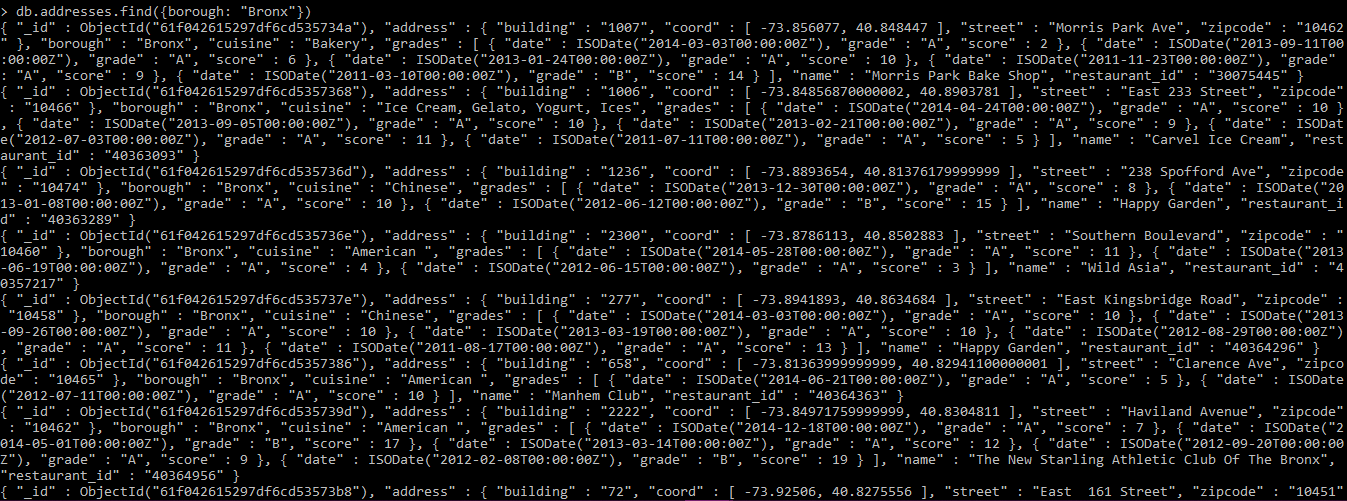 > db.addresses.find({borough: "Bronx"})
{ "_id" : ObjectId("61f042615297df6cd535734a"), "address" : { "building" : "1007", "coord" : [ -73.856077, 40.848447 ], "street" : "Morris Park Ave", "zipcode" : "10462
" }, "borough" : "Bronx", "cuisine" : "Bakery", "grades" : [ { "date" : ISODate("2014-03-03T00:00:00Z"), "grade" : "A", "score" : 2 }, { "date" : ISODate("2013-09-11T00
:00:00Z"), "grade" : "A", "score" : 6 }, { "date" : ISODate("2013-01-24T00:00:00Z"), "grade" : "A", "score" : 10 }, { "date" : ISODate("2011-11-23T00:00:00Z"), "grade"
: "A", "score" : 9 }, { "date" : ISODate("2011-03-10T00:00:00Z"), "grade" : "B", "score" : 14 } ], "name" : "Morris Park Bake Shop", "restaurant_id" : "30075445" }
{ "_id" : ObjectId("61f042615297df6cd5357368"), "address" : { "building" : "1006", "coord" : [ -73.84856870000002, 40.8903781 ], "street" : "East 233 Street", "zipcode"
: "10466" }, "borough" : "Bronx", "cuisine" : "Ice Cream, Gelato, Yogurt, Ices", "grades" : [ { "date" : ISODate("2014-04-24T00:00:00Z"), "grade" : "A", "score" : 10 }
, { "date" : ISODate("2013-09-05T00:00:00Z"), "grade" : "A", "score" : 10 }, { "date" : ISODate("2013-02-21T00:00:00Z"), "grade" : "A", "score" : 9 }, { "date" : ISODat
e("2012-07-03T00:00:00Z"), "grade" : "A", "score" : 11 }, { "date" : ISODate("2011-07-11T00:00:00Z"), "grade" : "A", "score" : 5 } ], "name" : "Carvel Ice Cream", "rest
aurant_id" : "40363093" }
{ "_id" : ObjectId("61f042615297df6cd535736d"), "address" : { "building" : "1236", "coord" : [ -73.8893654, 40.81376179999999 ], "street" : "238 Spofford Ave", "zipcode
" : "10474" }, "borough" : "Bronx", "cuisine" : "Chinese", "grades" : [ { "date" : ISODate("2013-12-30T00:00:00Z"), "grade" : "A", "score" : 8 }, { "date" : ISODate("20
13-01-08T00:00:00Z"), "grade" : "A", "score" : 10 }, { "date" : ISODate("2012-06-12T00:00:00Z"), "grade" : "B", "score" : 15 } ], "name" : "Happy Garden", "restaurant_i
d" : "40363289" }
{ "_id" : ObjectId("61f042615297df6cd535736e"), "address" : { "building" : "2300", "coord" : [ -73.8786113, 40.8502883 ], "street" : "Southern Boulevard", "zipcode" : "
10460" }, "borough" : "Bronx", "cuisine" : "American ", "grades" : [ { "date" : ISODate("2014-05-28T00:00:00Z"), "grade" : "A", "score" : 11 }, { "date" : ISODate("2013
-06-19T00:00:00Z"), "grade" : "A", "score" : 4 }, { "date" : ISODate("2012-06-15T00:00:00Z"), "grade" : "A", "score" : 3 } ], "name" : "Wild Asia", "restaurant_id" : "4
0357217" }
{ "_id" : ObjectId("61f042615297df6cd535737e"), "address" : { "building" : "277", "coord" : [ -73.8941893, 40.8634684 ], "street" : "East Kingsbridge Road", "zipcode" :
 "10458" }, "borough" : "Bronx", "cuisine" : "Chinese", "grades" : [ { "date" : ISODate("2014-03-03T00:00:00Z"), "grade" : "A", "score" : 10 }, { "date" : ISODate("2013
-09-26T00:00:00Z"), "grade" : "A", "score" : 10 }, { "date" : ISODate("2013-03-19T00:00:00Z"), "grade" : "A", "score" : 10 }, { "date" : ISODate("2012-08-29T00:00:00Z")
, "grade" : "A", "score" : 11 }, { "date" : ISODate("2011-08-17T00:00:00Z"), "grade" : "A", "score" : 13 } ], "name" : "Happy Garden", "restaurant_id" : "40364296" }
{ "_id" : ObjectId("61f042615297df6cd5357386"), "address" : { "building" : "658", "coord" : [ -73.81363999999999, 40.82941100000001 ], "street" : "Clarence Ave", "zipco
de" : "10465" }, "borough" : "Bronx", "cuisine" : "American ", "grades" : [ { "date" : ISODate("2014-06-21T00:00:00Z"), "grade" : "A", "score" : 5 }, { "date" : ISODate
("2012-07-11T00:00:00Z"), "grade" : "A", "score" : 10 } ], "name" : "Manhem Club", "restaurant_id" : "40364363" }
{ "_id" : ObjectId("61f042615297df6cd535739d"), "address" : { "building" : "2222", "coord" : [ -73.84971759999999, 40.8304811 ], "street" : "Haviland Avenue", "zipcode"
: "10462" }, "borough" : "Bronx", "cuisine" : "American ", "grades" : [ { "date" : ISODate("2014-12-18T00:00:00Z"), "grade" : "A", "score" : 7 }, { "date" : ISODate("2
014-05-01T00:00:00Z"), "grade" : "B", "score" : 17 }, { "date" : ISODate("2013-03-14T00:00:00Z"), "grade" : "A", "score" : 12 }, { "date" : ISODate("2012-09-20T00:00:00
Z"), "grade" : "A", "score" : 9 }, { "date" : ISODate("2012-02-08T00:00:00Z"), "grade" : "B", "score" : 19 } ], "name" : "The New Starling Athletic Club Of The Bronx",
"restaurant_id" : "40364956" }
{ "_id" : ObjectId("61f042615297df6cd53573b8"), "address" : { "building" : "72", "coord" : [ -73.92506, 40.8275556 ], "street" : "East  161 Street", "zipcode" : "10451"